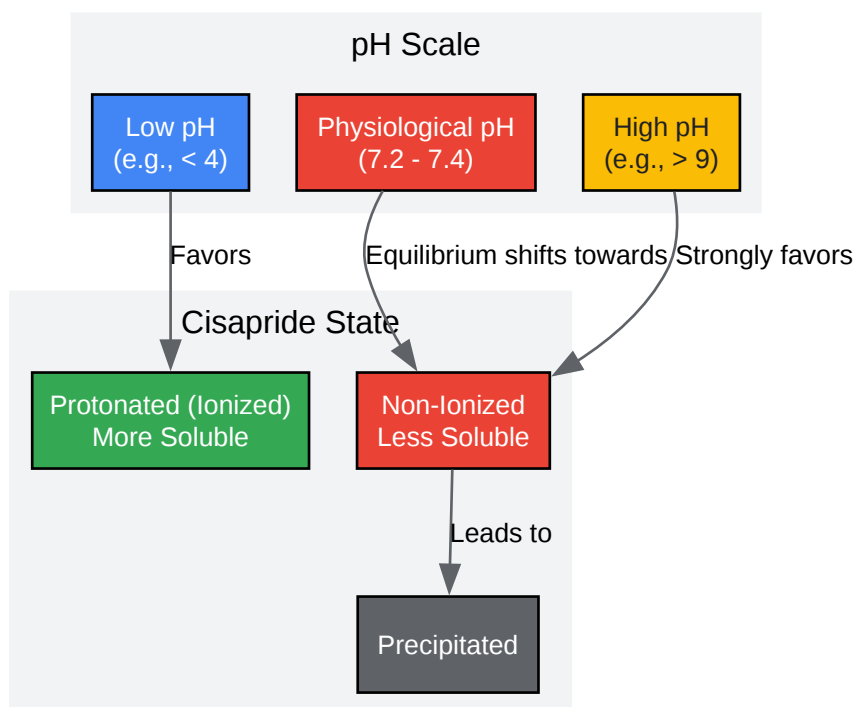 pH Scale
Low pH
(e.g., < 4)
Physiological pH
(7.2 - 7.4)
High pH
(e.g., > 9)
Favors
Equilibrium shifts towards
Strongly favors
Cisapride State
Protonated (Ionized)
More Soluble
Non-Ionized
Less Soluble
Leads to
Precipitated